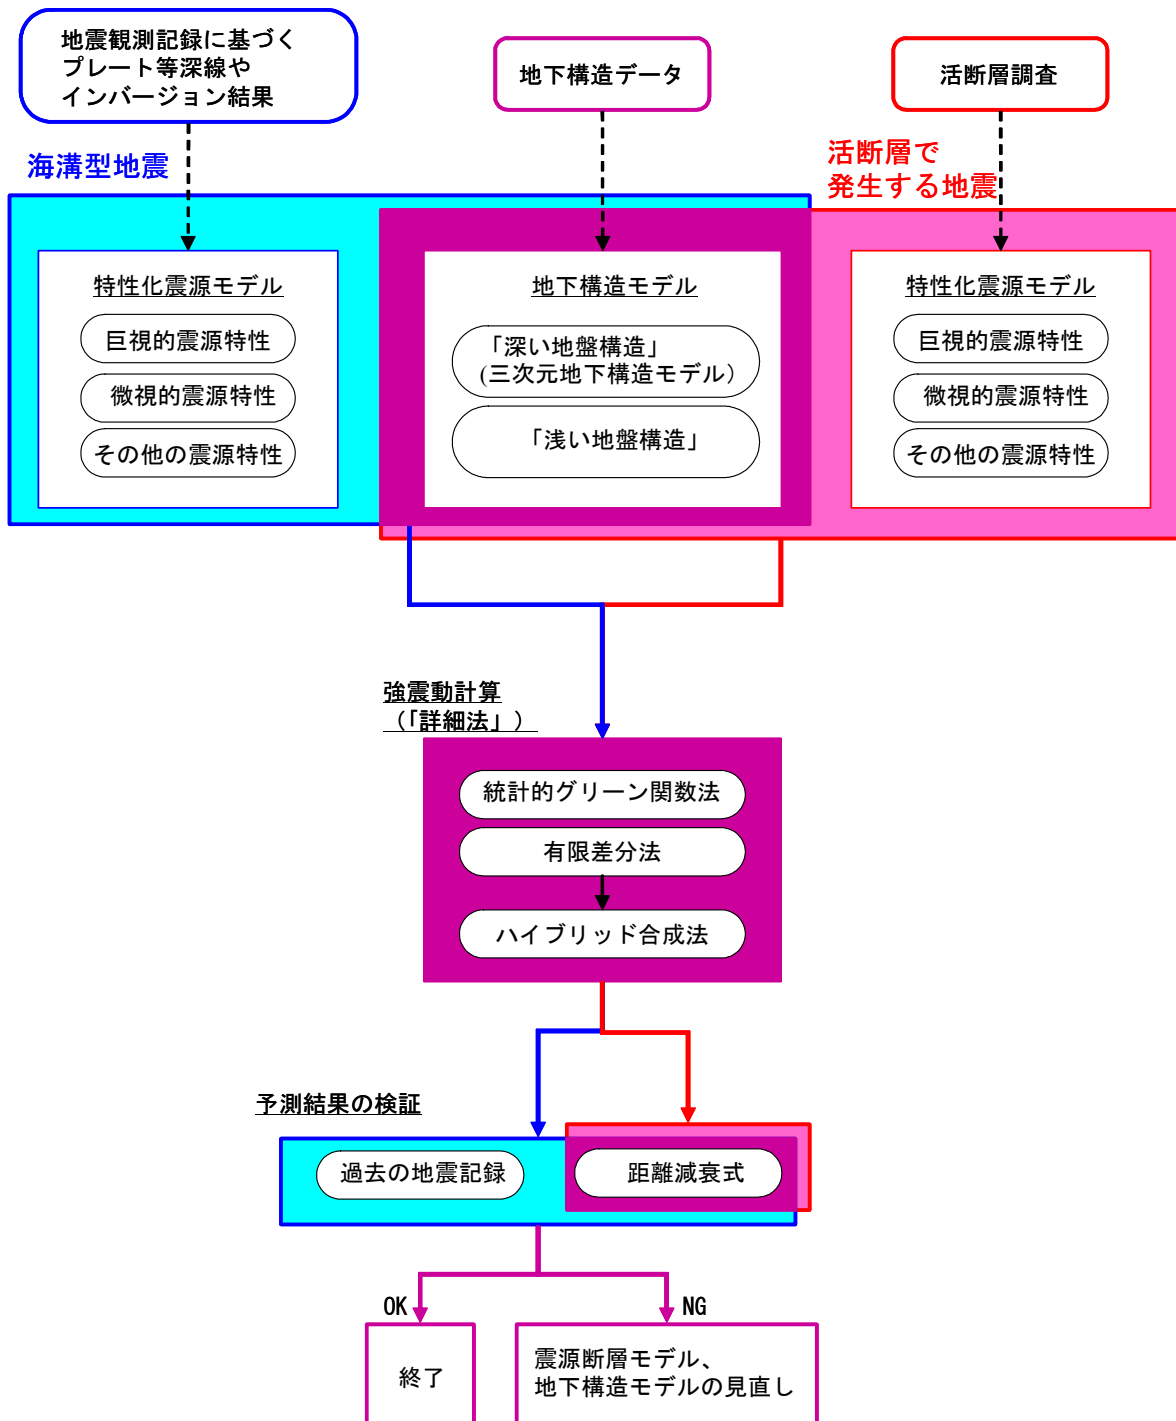 地震観測記録に基づく
プレート等深線や
インバージョン結果
地下構造データ
活断層調査
海溝型地震
活断層で
発生する地震
特性化震源モデル
巨視的震源特性
微視的震源特性
その他の震源特性
地下構造モデル
「深い地盤構造」
(三次元地下構造モデル）
「浅い地盤構造」
特性化震源モデル
巨視的震源特性
微視的震源特性
その他の震源特性
強震動計算
（「詳細法」）
統計的グリーン関数法
有限差分法
ハイブリッド合成法
予測結果の検証
過去の地震記録
距離減衰式
OK
NG
終了
震源断層モデル、
地下構造モデルの見直し